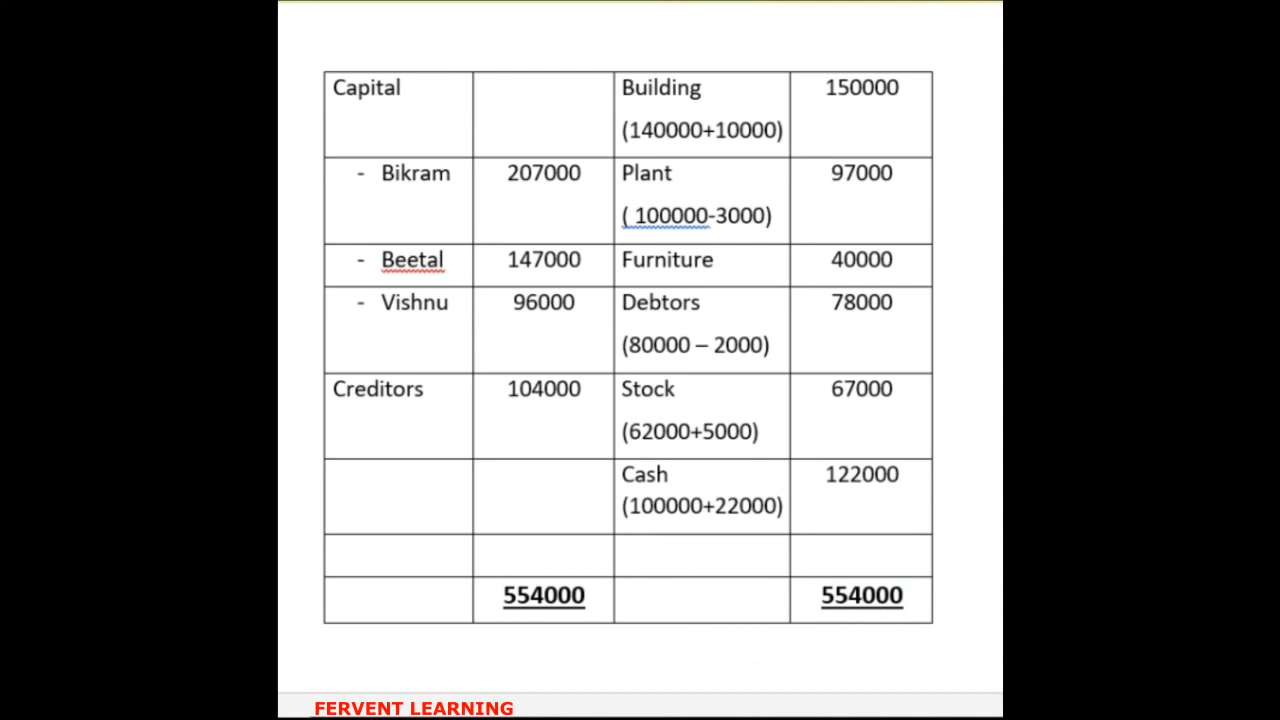 Capital Building 150000
(140000+10000)
- Bikram 207000 Plant 97000
( 100000-3000)
- Beetal 147000 Furniture 40000
- Vishnu 96000 Debtors 78000
(80000 – 2000)
Creditors 104000 Stock 67000
(62000+5000)
Cash 122000
(100000+22000)
554000 554000
FERVENT LEARNING